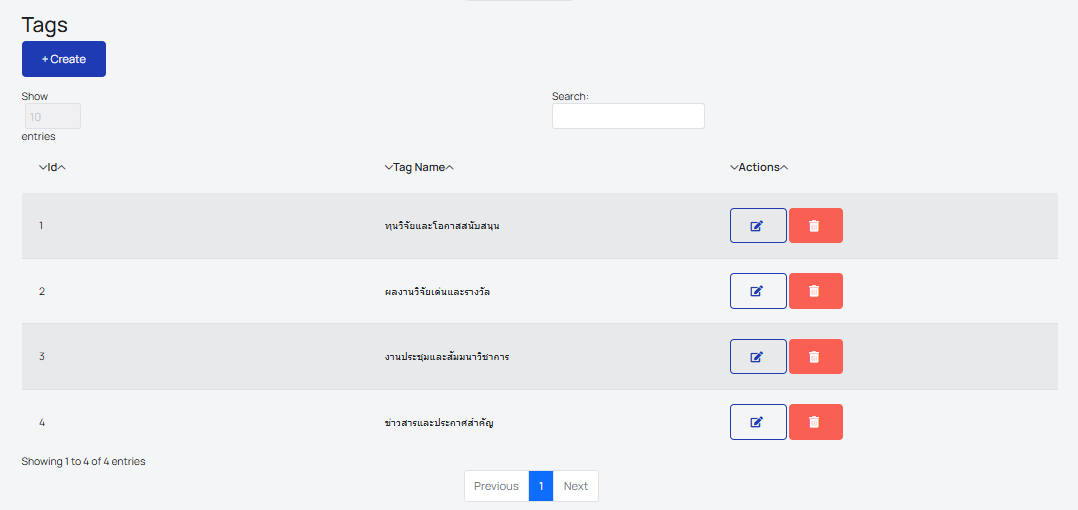 Tags
+ Create
Show
10
entries
Search:
Id
Tag Name
Actions
1 ทุนวิจัยและโอกาสสนับสนุน
2 ผลงานวิจัยเด่นและรางวัล
3 งานประชุมและสัมมนาวิชาการ
4 ข่าวสารและประกาศสำคัญ
Showing 1 to 4 of 4 entries
Previous 1 Next